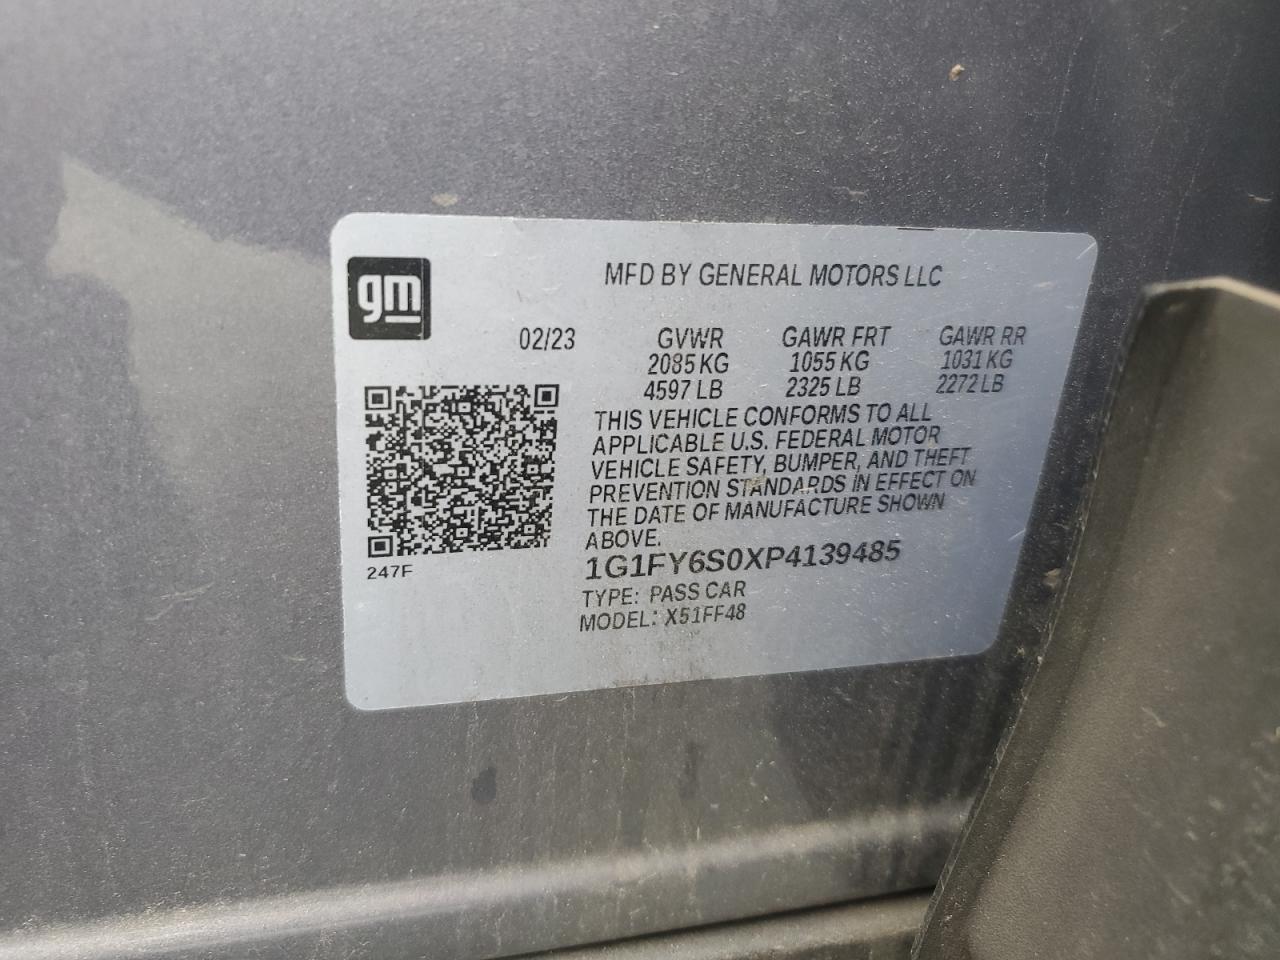 gm
MFD BY GENERAL MOTORS LLC
02/23 GVWR GAWR FRT GAWR RR
2085 KG 1055 KG 1031 KG
4597 LB 2325 LB 2272 LB
THIS VEHICLE CONFORMS TO ALL
APPLICABLE U.S. FEDERAL MOTOR
VEHICLE SAFETY, BUMPER, AND THEFT
PREVENTION STANDARDS IN EFFECT ON
THE DATE OF MANUFACTURE SHOWN
ABOVE.
247F
1G1FY6S0XP4139485
TYPE: PASS CAR
MODEL: X51FF48